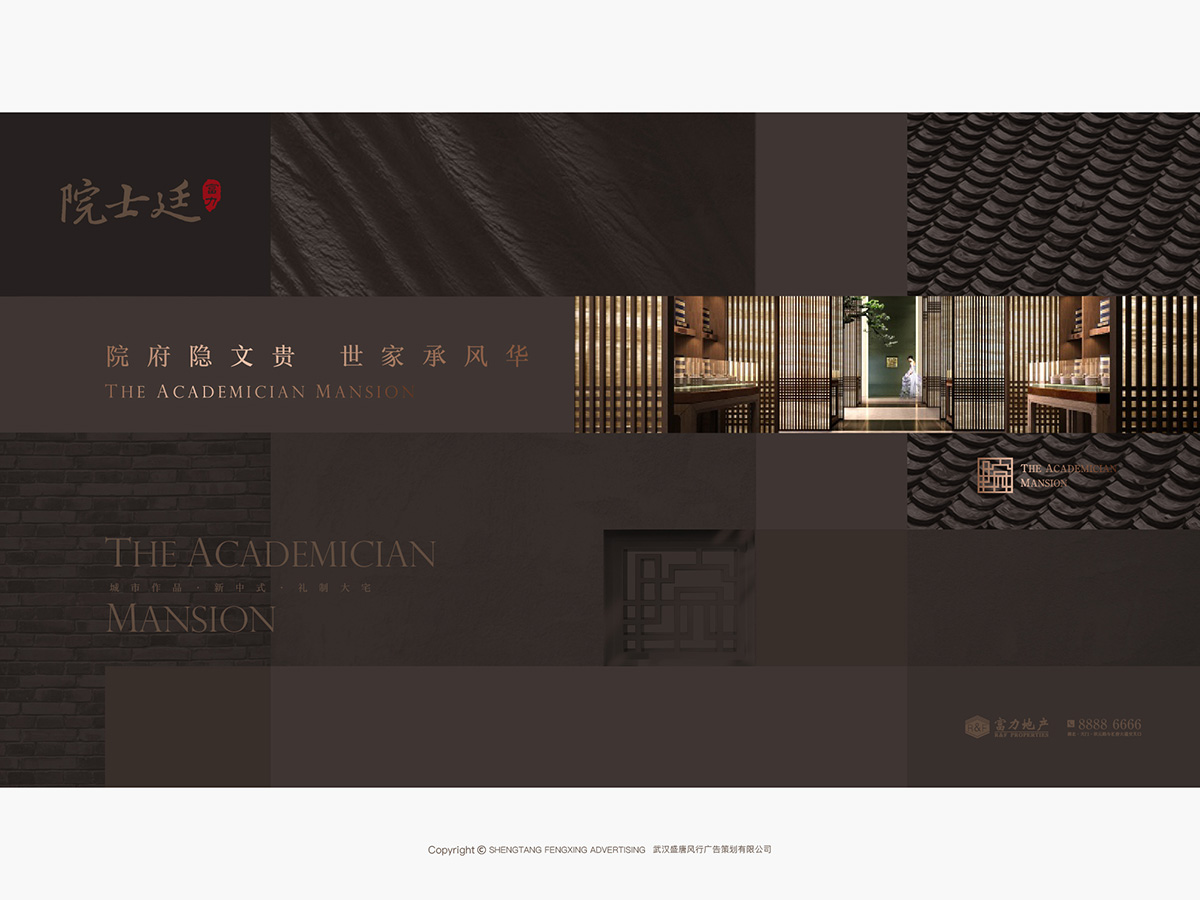 院士廷
富力
院府隐文贵 世家承风华
THE ACADEMICIAN MANSION
THE ACADEMICIAN
MANSION
THE ACADEMICIAN
城市作品·新中式·礼制大宅
MANSION
富力地产
R&F PROPERTIES
8888 6666
Copyright © SHENGTANG FENGXING ADVERTISING 武汉盛唐风行广告策划有限公司